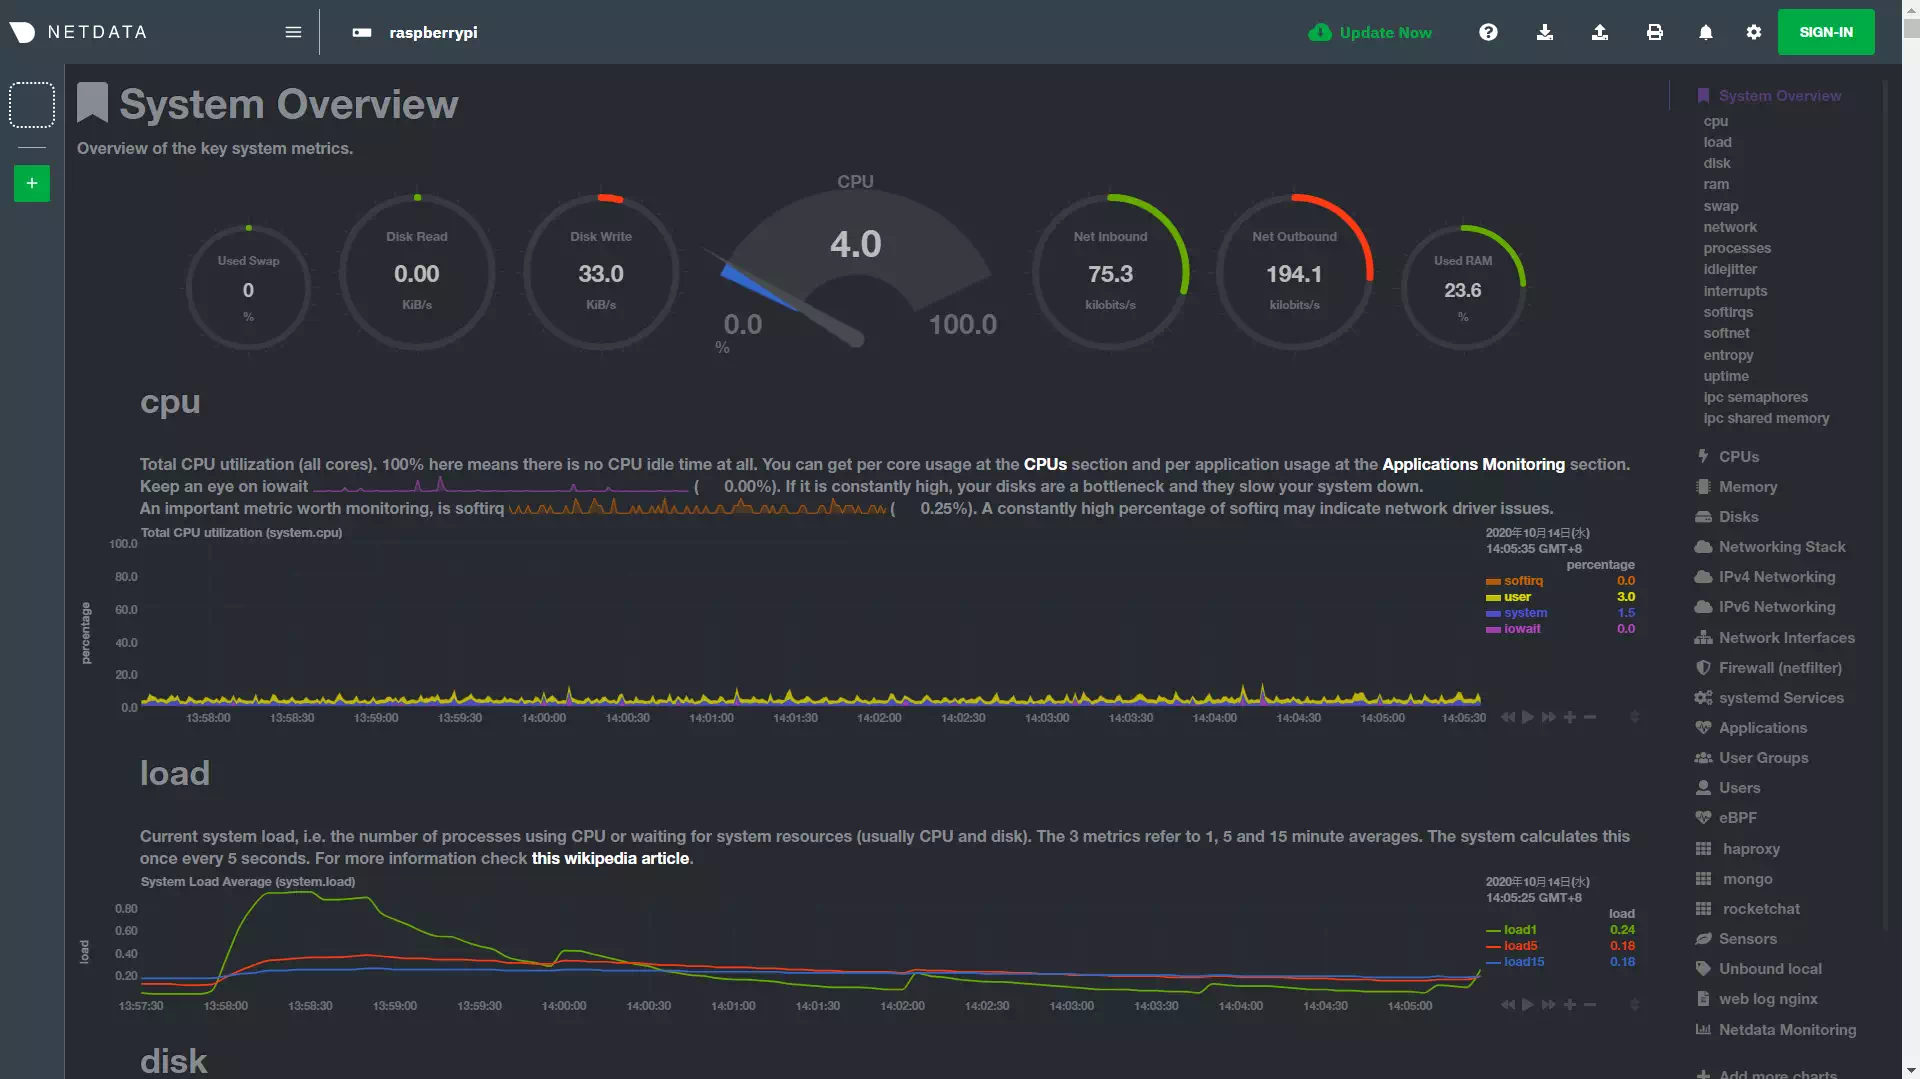 NETDATA
raspberrypi
Update Now
SIGN-IN
System Overview
Overview of the key system metrics.
Used Swap
0
%
Disk Read
0.00
KiB/s
Disk Write
33.0
KiB/s
CPU
4.0
0.0
100.0
%
Net Inbound
75.3
kilobits/s
Net Outbound
194.1
kilobits/s
Used RAM
23.6
%
cpu
Total CPU utilization (all cores). 100% here means there is no CPU idle time at all. You can get per core usage at the CPUs section and per application usage at the Applications Monitoring section.
Keep an eye on iowait ( 0.00%). If it is constantly high, your disks are a bottleneck and they slow your system down.
An important metric worth monitoring, is softirq ( 0.25%). A constantly high percentage of softirq may indicate network driver issues.
Total CPU utilization (system.cpu)
percentage
100.0
80.0
60.0
40.0
20.0
0.0
13:58:00 13:58:30 13:59:00 13:59:30 14:00:00 14:00:30 14:01:00 14:01:30 14:02:00 14:02:30 14:03:00 14:03:30 14:04:00 14:04:30 14:05:00 14:05:30
2020年10月14日(水)
14:05:35 GMT+8
percentage
softirq 0.0
user 3.0
system 1.5
iowait 0.0
load
Current system load, i.e. the number of processes using CPU or waiting for system resources (usually CPU and disk). The 3 metrics refer to 1, 5 and 15 minute averages. The system calculates this
once every 5 seconds. For more information check this wikipedia article.
System Load Average (system.load)
load
0.80
0.60
0.40
0.20
13:57:30 13:58:00 13:58:30 13:59:00 13:59:30 14:00:00 14:00:30 14:01:00 14:01:30 14:02:00 14:02:30 14:03:00 14:03:30 14:04:00 14:04:30 14:05:00
2020年10月14日(水)
14:05:25 GMT+8
load
load1 0.24
load5 0.18
load15 0.18
disk
System Overview
cpu
load
disk
ram
swap
network
processes
idlejitter
interrupts
softirqs
softnet
entropy
uptime
ipc semaphores
ipc shared memory
CPUs
Memory
Disks
Networking Stack
IPv4 Networking
IPv6 Networking
Network Interfaces
Firewall (netfilter)
systemd Services
Applications
User Groups
Users
eBPF
haproxy
mongo
rocketchat
Sensors
Unbound local
web log nginx
Netdata Monitoring
Add more charts